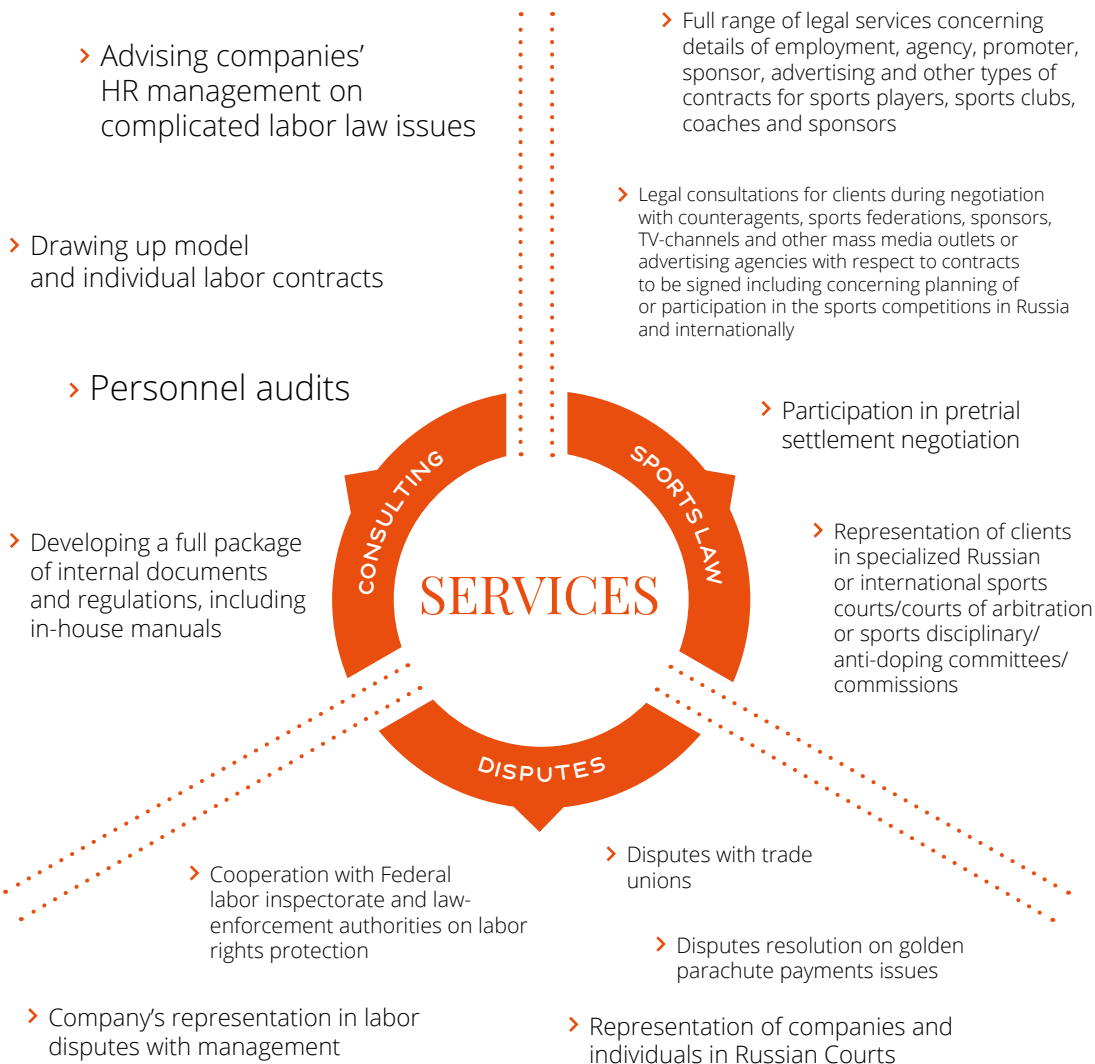 › Advising companies’
HR management on
complicated labor law issues
› Drawing up model
and individual labor contracts
› Personnel audits
› Developing a full package
of internal documents
and regulations, including
in-house manuals
› Full range of legal services concerning
details of employment, agency, promoter,
sponsor, advertising and other types of
contracts for sports players, sports clubs,
coaches and sponsors
› Legal consultations for clients during negotiation
with counteragents, sports federations, sponsors,
TV-channels and other mass media outlets or
advertising agencies with respect to contracts
to be signed including concerning planning of
or participation in the sports competitions in Russia
and internationally
› Participation in pretrial
settlement negotiation
› Representation of clients
in specialized Russian
or international sports
courts/courts of arbitration
or sports disciplinary/
anti-doping committees/
commissions
CONSULTING
SPORTS LAW
SERVICES
DISPUTES
› Cooperation with Federal
labor inspectorate and law-
enforcement authorities on labor
rights protection
› Company’s representation in labor
disputes with management
› Disputes with trade
unions
› Disputes resolution on golden
parachute payments issues
› Representation of companies and
individuals in Russian Courts